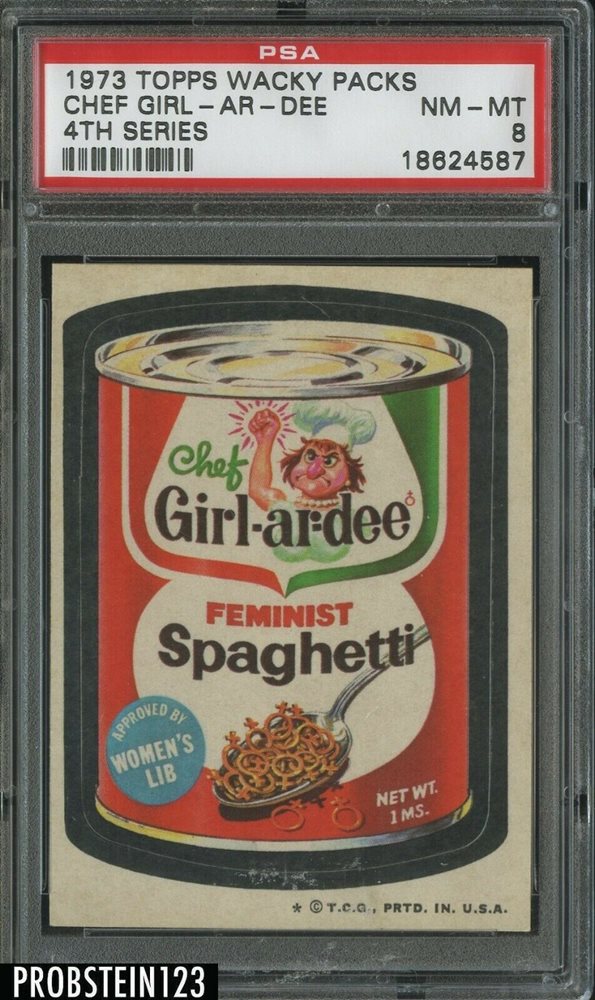 PSA
1973 TOPPS WACKY PACKS
CHEF GIRL-AR-DEE NM-MT
4TH SERIES 8
18624587
Chef
Girl-ar-dee
FEMINIST
Spaghetti
APPROVED BY
WOMEN'S
LIB
NET WT.
1 MS.
* © T.C.G., PRTD. IN. U.S.A.
PROBSTEIN123